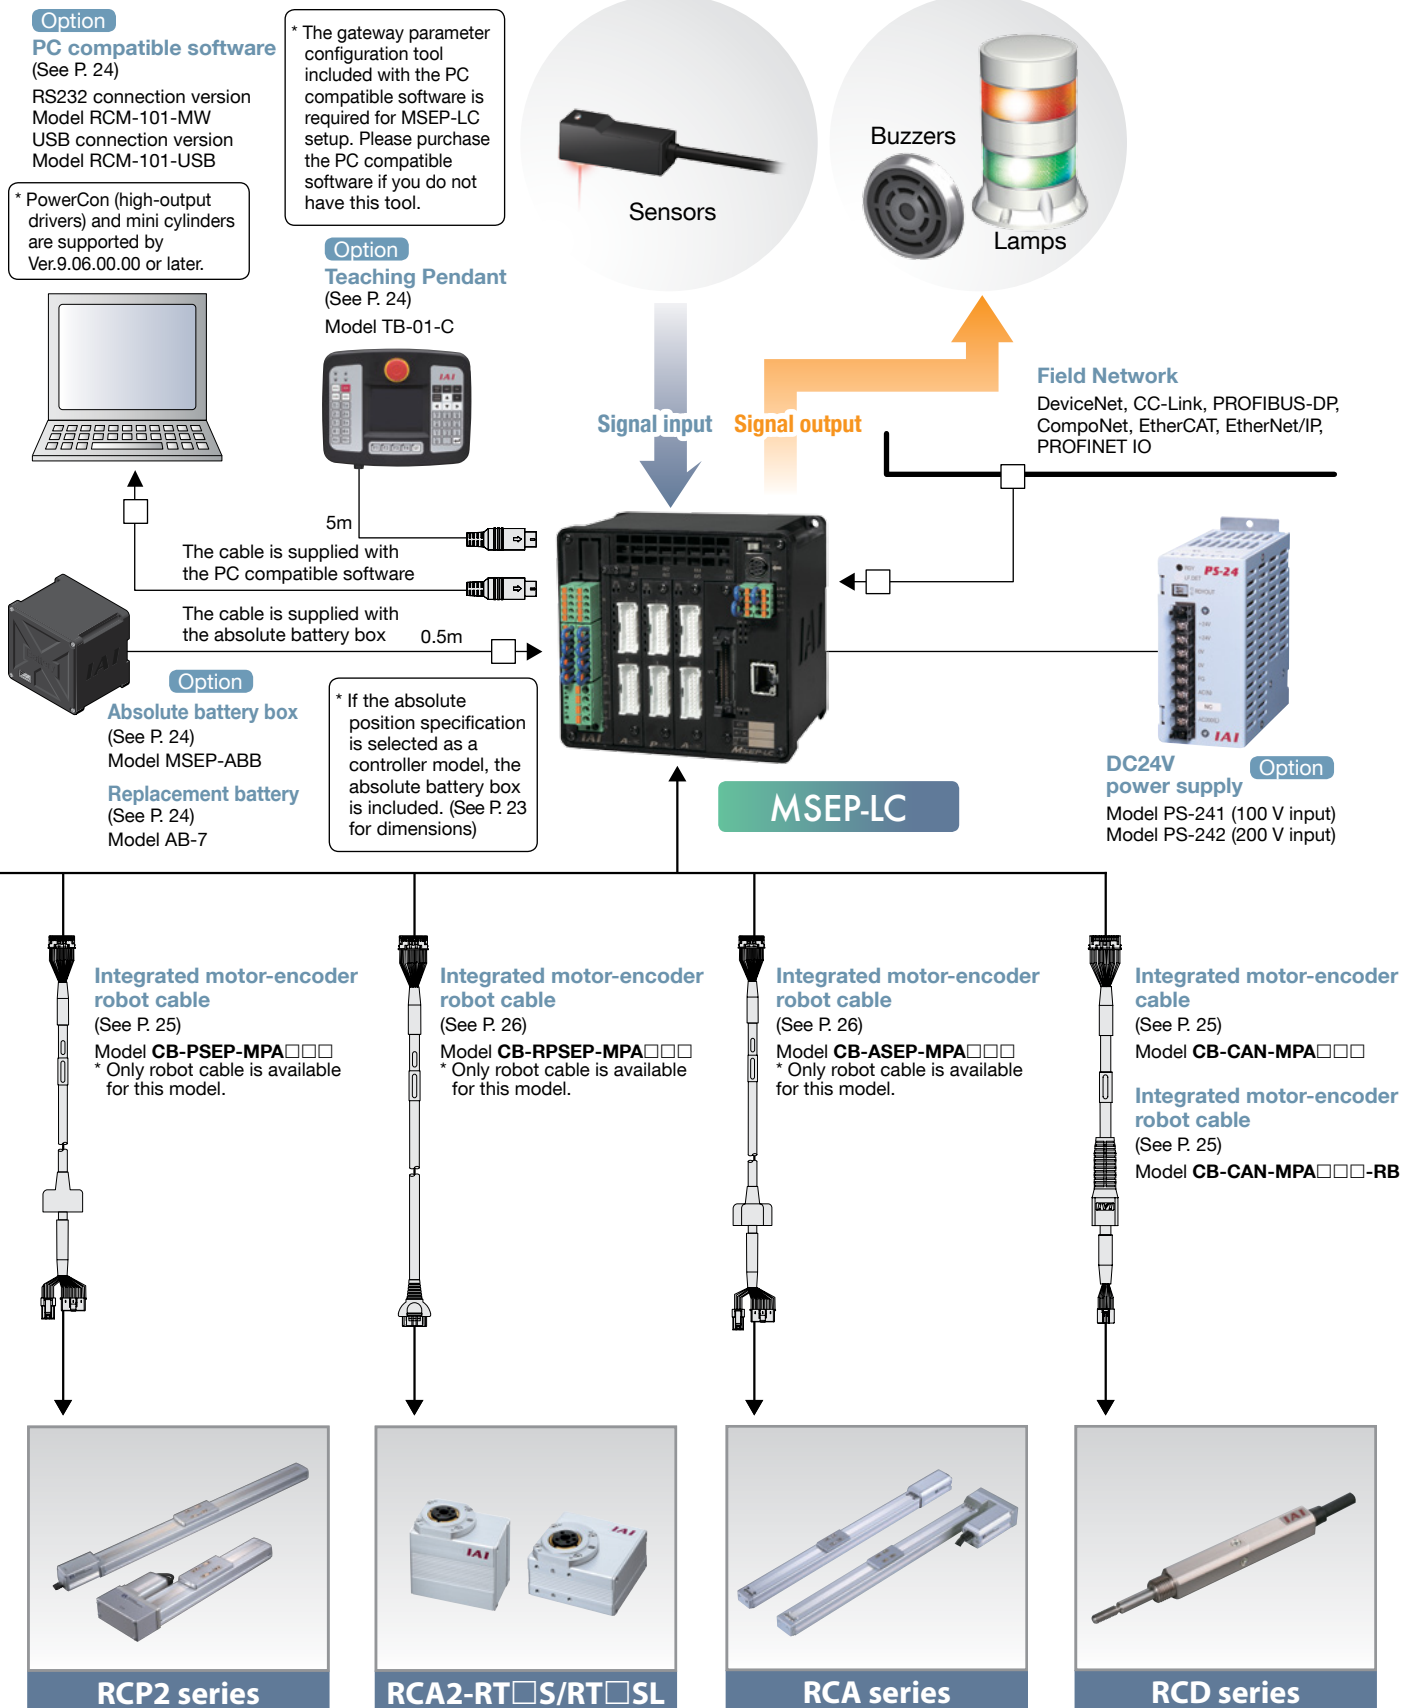 Option
PC compatible software
(See P. 24)
RS232 connection version
Model RCM-101-MW
USB connection version
Model RCM-101-USB
* PowerCon (high-output
drivers) and mini cylinders
are supported by
Ver.9.06.00.00 or later.
* The gateway parameter
configuration tool
included with the PC
compatible software is
required for MSEP-LC
setup. Please purchase
the PC compatible
software if you do not
have this tool.
Option
Teaching Pendant
(See P. 24)
Model TB-01-C
IAI
Sensors
Buzzers
Lamps
Signal input
Signal output
Field Network
DeviceNet, CC-Link, PROFIBUS-DP,
CompoNet, EtherCAT, EtherNet/IP,
PROFINET IO
5m
The cable is supplied with
the PC compatible software
The cable is supplied with
the absolute battery box
0.5m
IAI
Option
Absolute battery box
(See P. 24)
Model MSEP-ABB
Replacement battery
(See P. 24)
Model AB-7
* If the absolute
position specification
is selected as a
controller model, the
absolute battery box
is included. (See P. 23
for dimensions)
IAI
A
P
A
MSEP-LC
IAI
MSEP-LC
PS-24
NC
IAI
DC24V
power supply
Option
Model PS-241 (100 V input)
Model PS-242 (200 V input)
Integrated motor-encoder
robot cable
(See P. 25)
Model CB-PSEP-MPA□□□
* Only robot cable is available
for this model.
Integrated motor-encoder
robot cable
(See P. 26)
Model CB-RPSEP-MPA□□□
* Only robot cable is available
for this model.
Integrated motor-encoder
robot cable
(See P. 26)
Model CB-ASEP-MPA□□□
* Only robot cable is available
for this model.
Integrated motor-encoder
cable
(See P. 25)
Model CB-CAN-MPA□□□
Integrated motor-encoder
robot cable
(See P. 25)
Model CB-CAN-MPA□□□-RB
IAI
IAI
IAI
RCP2 series
RCA2-RT□S/RT□SL
RCA series
RCD series